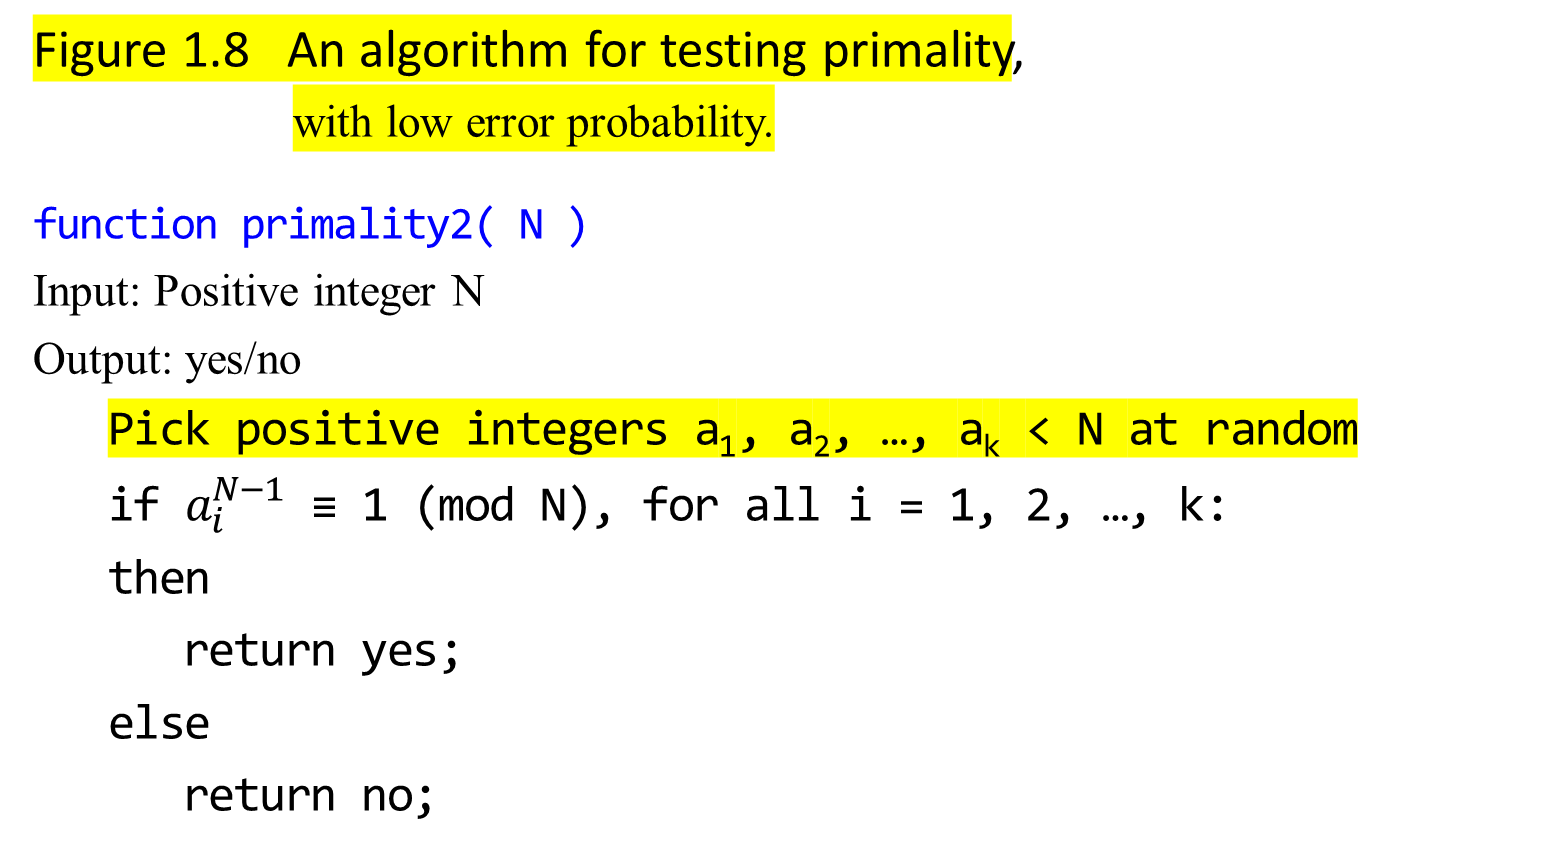 Figure 1.8 An algorithm for testing primality,
with low error probability.
function primality2( N )
Input: Positive integer N
Output: yes/no
Pick positive integers a₁, a₂, …, aₖ < N at random
if aᵢᴺ⁻¹ ≡ 1 (mod N), for all i = 1, 2, …, k:
then
return yes;
else
return no;